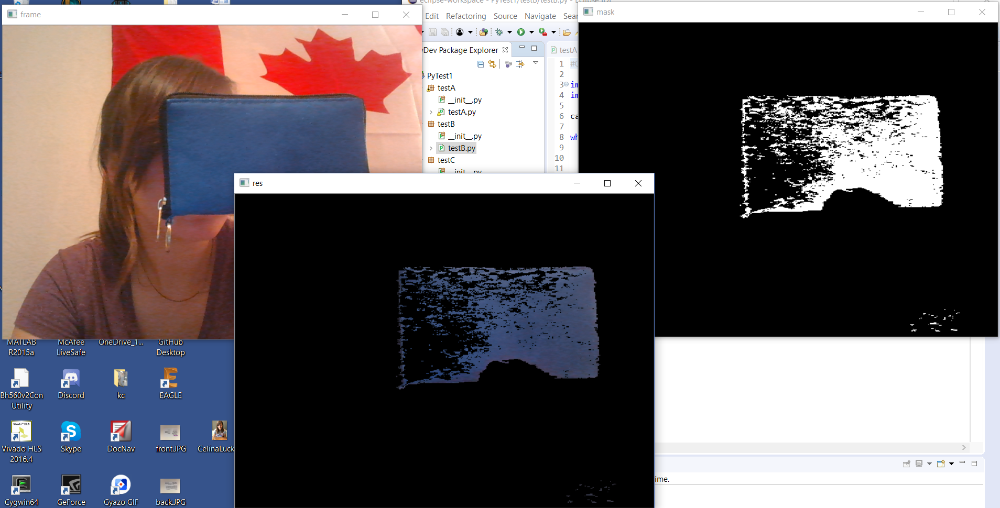 frame
eclipse-workspace - PyTest1/testB/testB.py - Eclipse IDE
Edit Refactoring Source Navigate Sear
mask
yDev Package Explorer
testA
PyTest1
testA
__init__.py
testA.py
testB
__init__.py
testB.py
testC
__init__.py
1 #C
2
3 im
4 im
5
6 ca
7
8 wh
9
10
11
res
MATLAB R2015a
McAfee LiveSafe
OneDrive_1...
GitHub Desktop
Bh560v2Con Utility
Discord
kc
EAGLE
Vivado HLS 2016.4
Skype
DocNav
front.JPG
CelinaLuck
Cygwin64
GeForce
Gyazo GIF
back.JPG
ime.